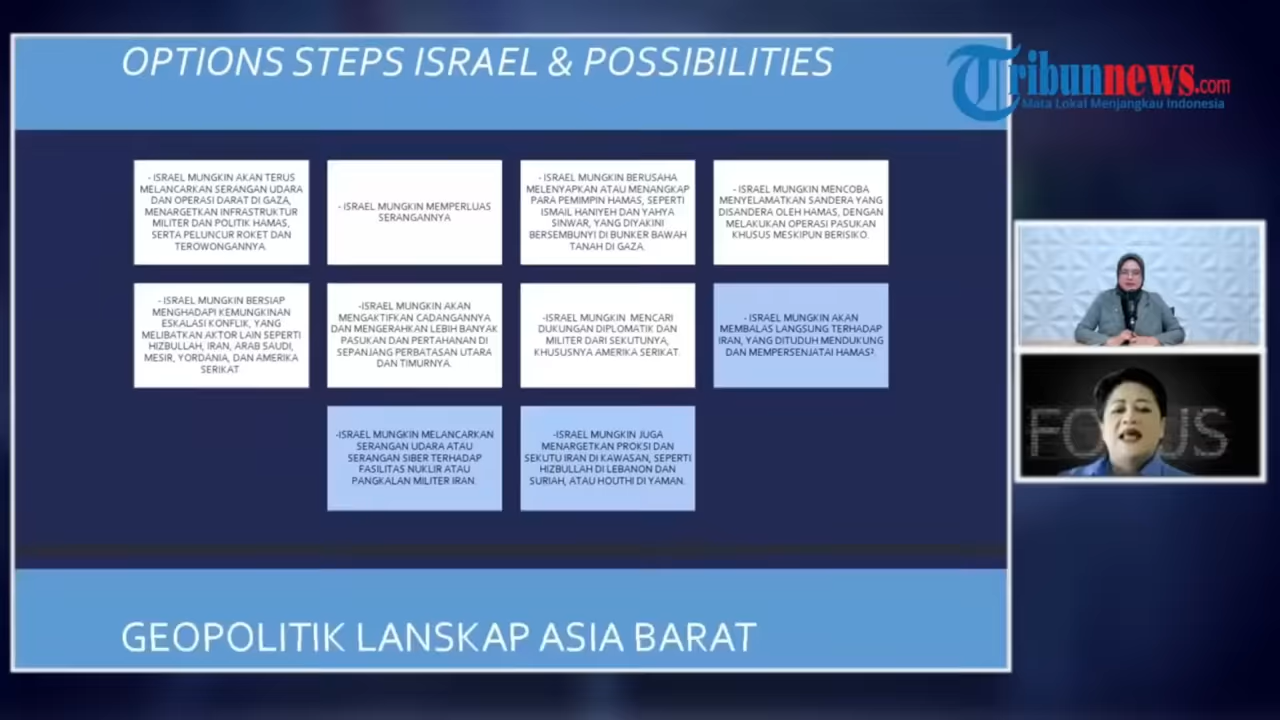 OPTIONS STEPS ISRAEL & POSSIBILITIES
Tribunnews.com
Mata Lokal Menjangkau Indonesia
- ISRAEL MUNGKIN AKAN TERUS
MELANCARKAN SERANGAN UDARA
DAN OPERASI DARAT DI GAZA,
MENARGETKAN INFRASTRUKTUR
MILITER DAN POLITIK HAMAS,
SERTA PELUNCUR ROKET DAN
TEROWONGANNYA.
- ISRAEL MUNGKIN MEMPERLUAS
SERANGANNYA
- ISRAEL MUNGKIN BERUSAHA
MELENYAPKAN ATAU MENANGKAP
PARA PEMIMPIN HAMAS, SEPERTI
ISMAIL HANIYEH DAN YAHYA
SINWAR, YANG DIYAKINI
BERSEMBUNYI DI BUNKER BAWAH
TANAH DI GAZA.
- ISRAEL MUNGKIN MENCOBA
MENYELAMATKAN SANDERA YANG
DISANDERA OLEH HAMAS, DENGAN
MELAKUKAN OPERASI PASUKAN
KHUSUS MESKIPUN BERISIKO.
- ISRAEL MUNGKIN BERSIAP
MENGHADAPI KEMUNGKINAN
ESKALASI KONFLIK, YANG
MELIBATKAN AKTOR LAIN SEPERTI
HIZBULLAH, IRAN, ARAB SAUDI,
MESIR, YORDANIA, DAN AMERIKA
SERIKAT
-ISRAEL MUNGKIN AKAN
MENGAKTIFKAN CADANGANNYA
DAN MENGERAHKAN LEBIH BANYAK
PASUKAN DAN PERTAHANAN DI
SEPANJANG PERBATASAN UTARA
DAN TIMURNYA.
-ISRAEL MUNGKIN MENCARI
DUKUNGAN DIPLOMATIK DAN
MILITER DARI SEKUTUNYA,
KHUSUSNYA AMERIKA SERIKAT.
- ISRAEL MUNGKIN AKAN
MEMBALAS LANGSUNG TERHADAP
IRAN, YANG DITUDUH MENDUKUNG
DAN MEMPERSENJATAI HAMAS².
-ISRAEL MUNGKIN MELANCARKAN
SERANGAN UDARA ATAU
SERANGAN SIBER TERHADAP
FASILITAS NUKLIR ATAU
PANGKALAN MILITER IRAN.
-ISRAEL MUNGKIN JUGA
MENARGETKAN PROKSI DAN
SEKUTU IRAN DI KAWASAN, SEPERTI
HIZBULLAH DI LEBANON DAN
SURIAH, ATAU HOUTHI DI YAMAN.
GEOPOLITIK LANSKAP ASIA BARAT